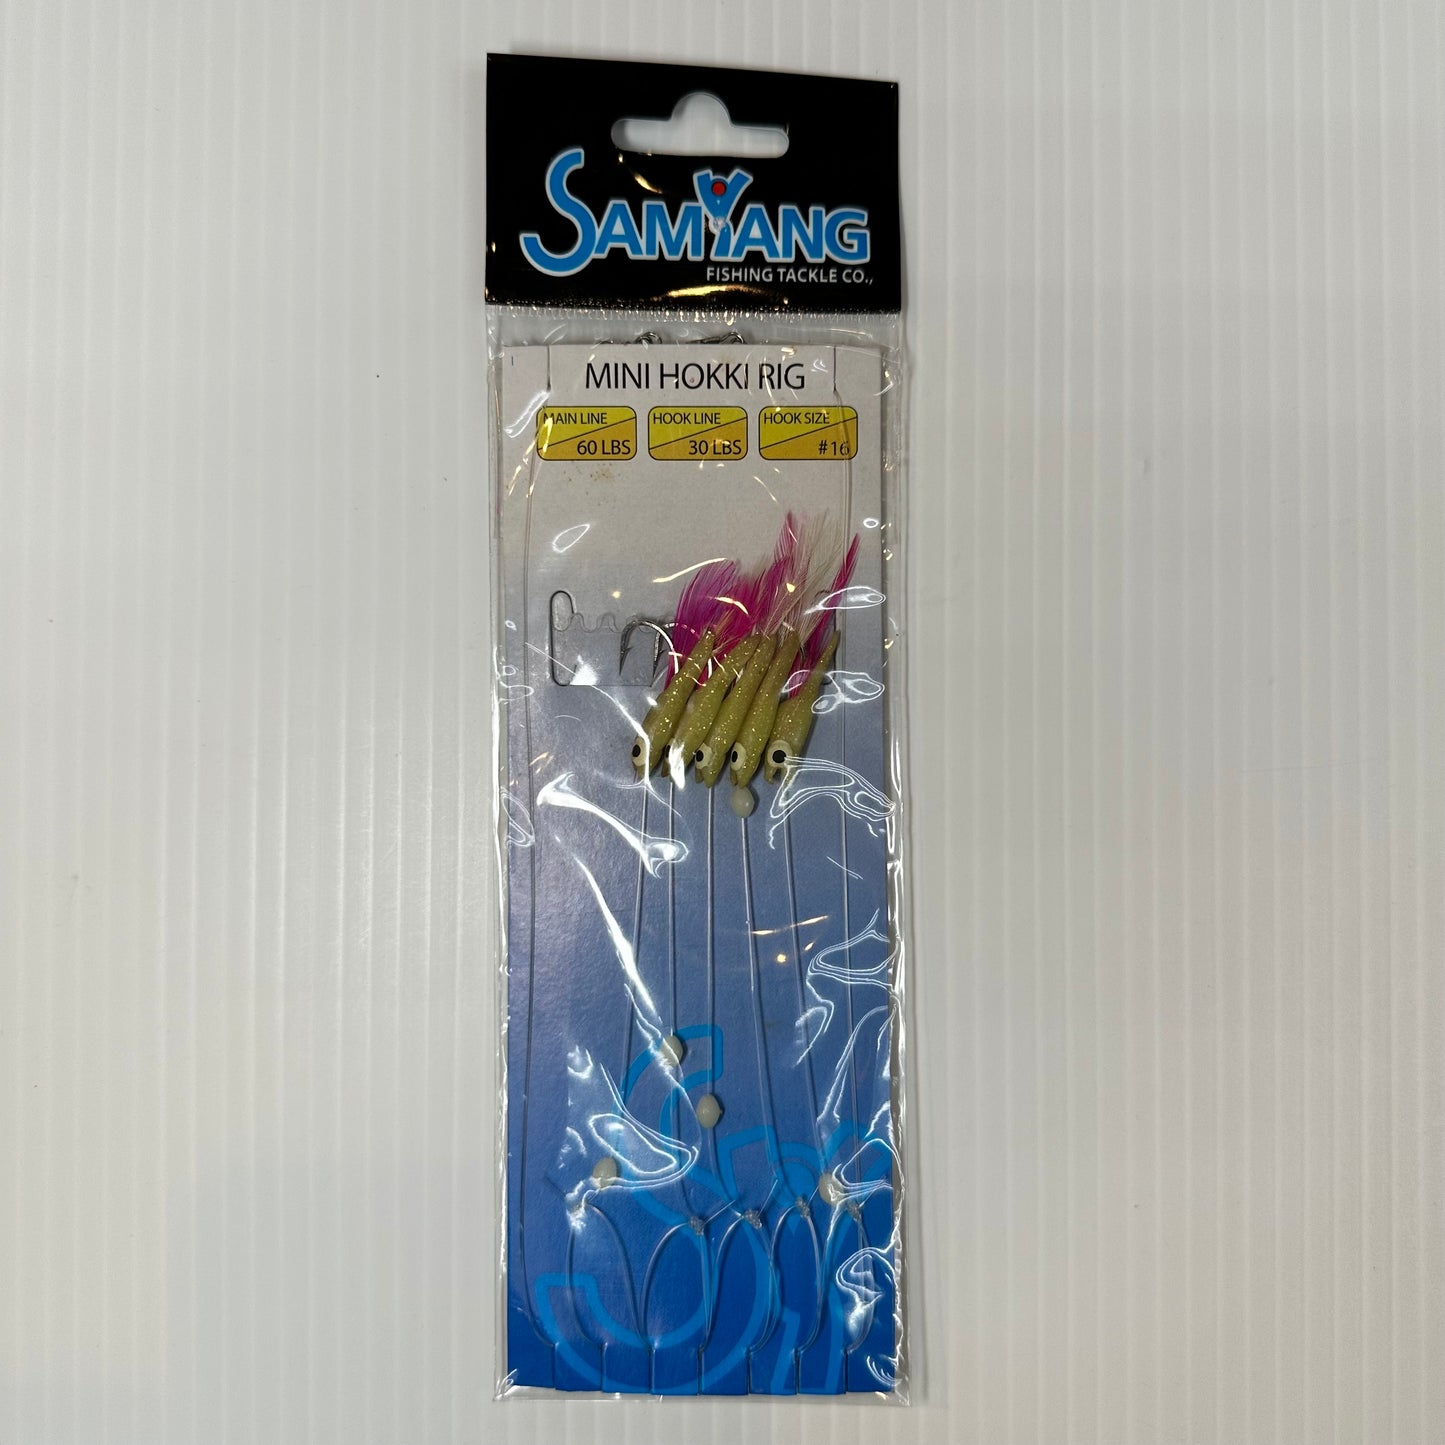 SAMYANG
FISHING TACKLE CO.,
MINI HOKKI RIG
MAIN LINE
60 LBS
HOOK LINE
30 LBS
HOOK SIZE
#16